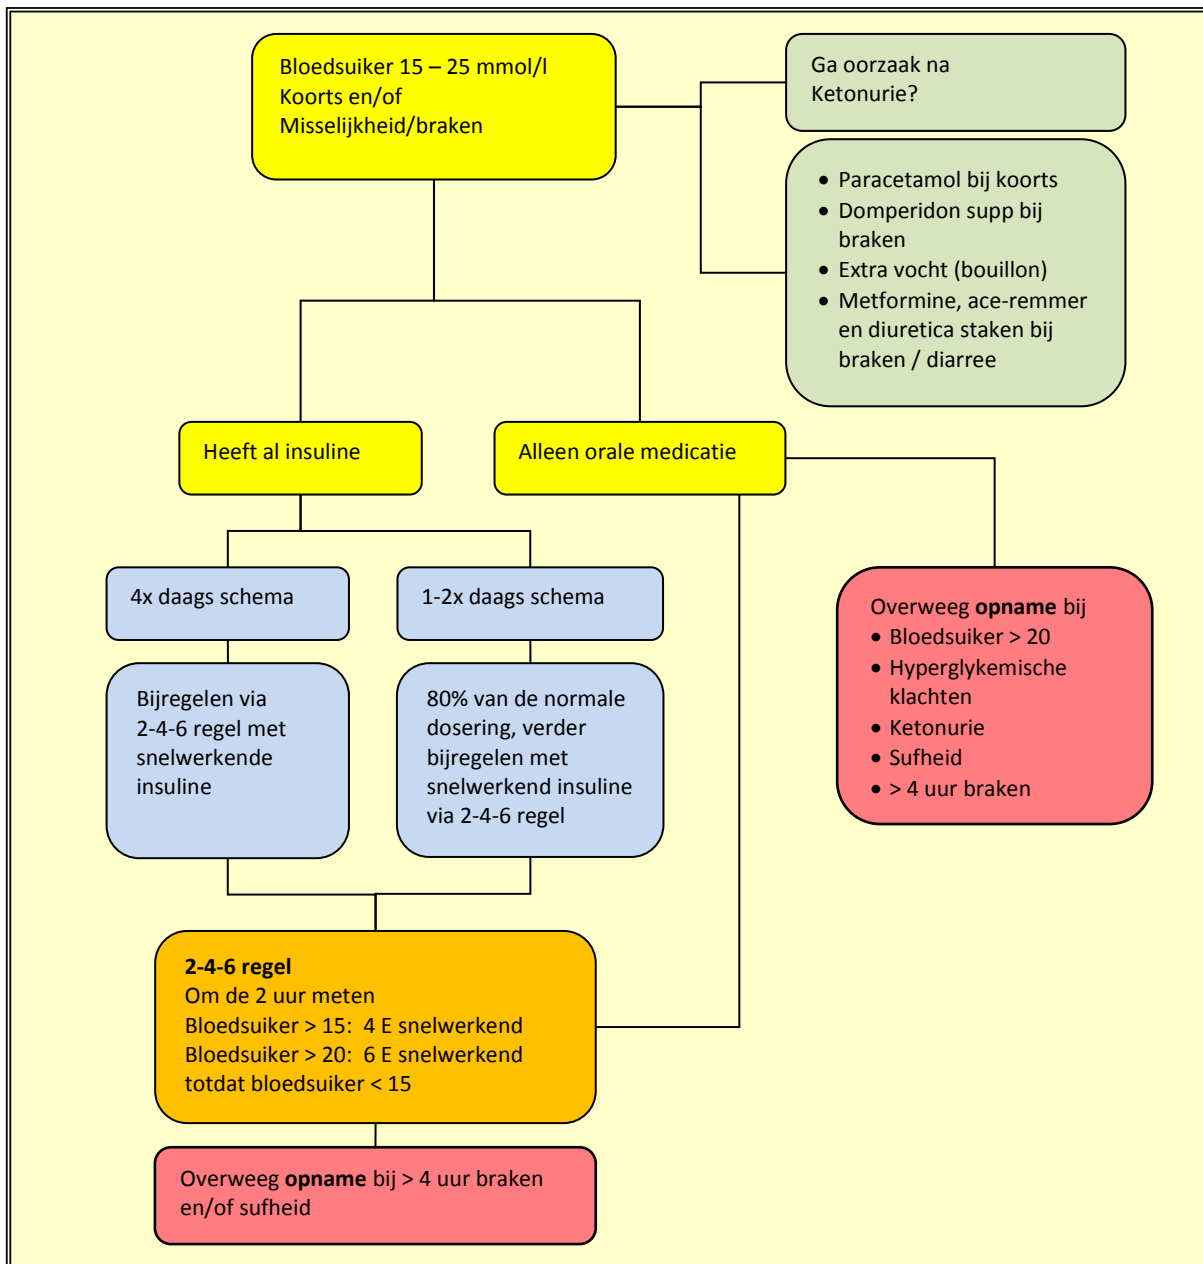 Bloedsuiker 15 – 25 mmol/l
Koorts en/of
Misselijkheid/braken
Ga oorzaak na
Ketonurie?
• Paracetamol bij koorts
• Domperidon supp bij
braken
• Extra vocht (bouillon)
• Metformine, ace-remmer
en diuretica staken bij
braken / diarree
Heeft al insuline
Alleen orale medicatie
4x daags schema
1-2x daags schema
Overweeg opname bij
• Bloedsuiker > 20
• Hyperglykemische
klachten
• Ketonurie
• Sufheid
• > 4 uur braken
Bijregelen via
2-4-6 regel met
snelwerkende
insuline
80% van de normale
dosering, verder
bijregelen met
snelwerkend insuline
via 2-4-6 regel
2-4-6 regel
Om de 2 uur meten
Bloedsuiker > 15: 4 E snelwerkend
Bloedsuiker > 20: 6 E snelwerkend
totdat bloedsuiker < 15
Overweeg opname bij > 4 uur braken
en/of sufheid